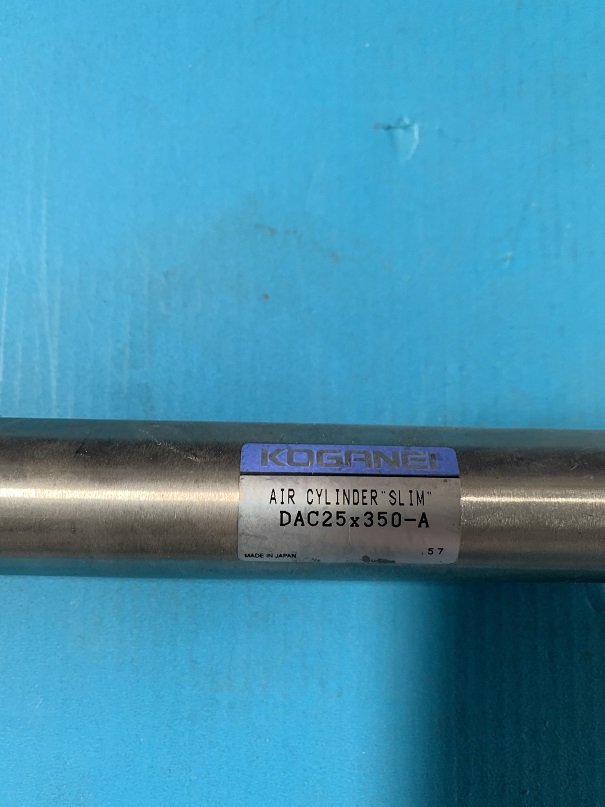 KOGANEI
AIR CYLINDER "SLIM"
DAC25x350-A
MADE IN JAPAN
57